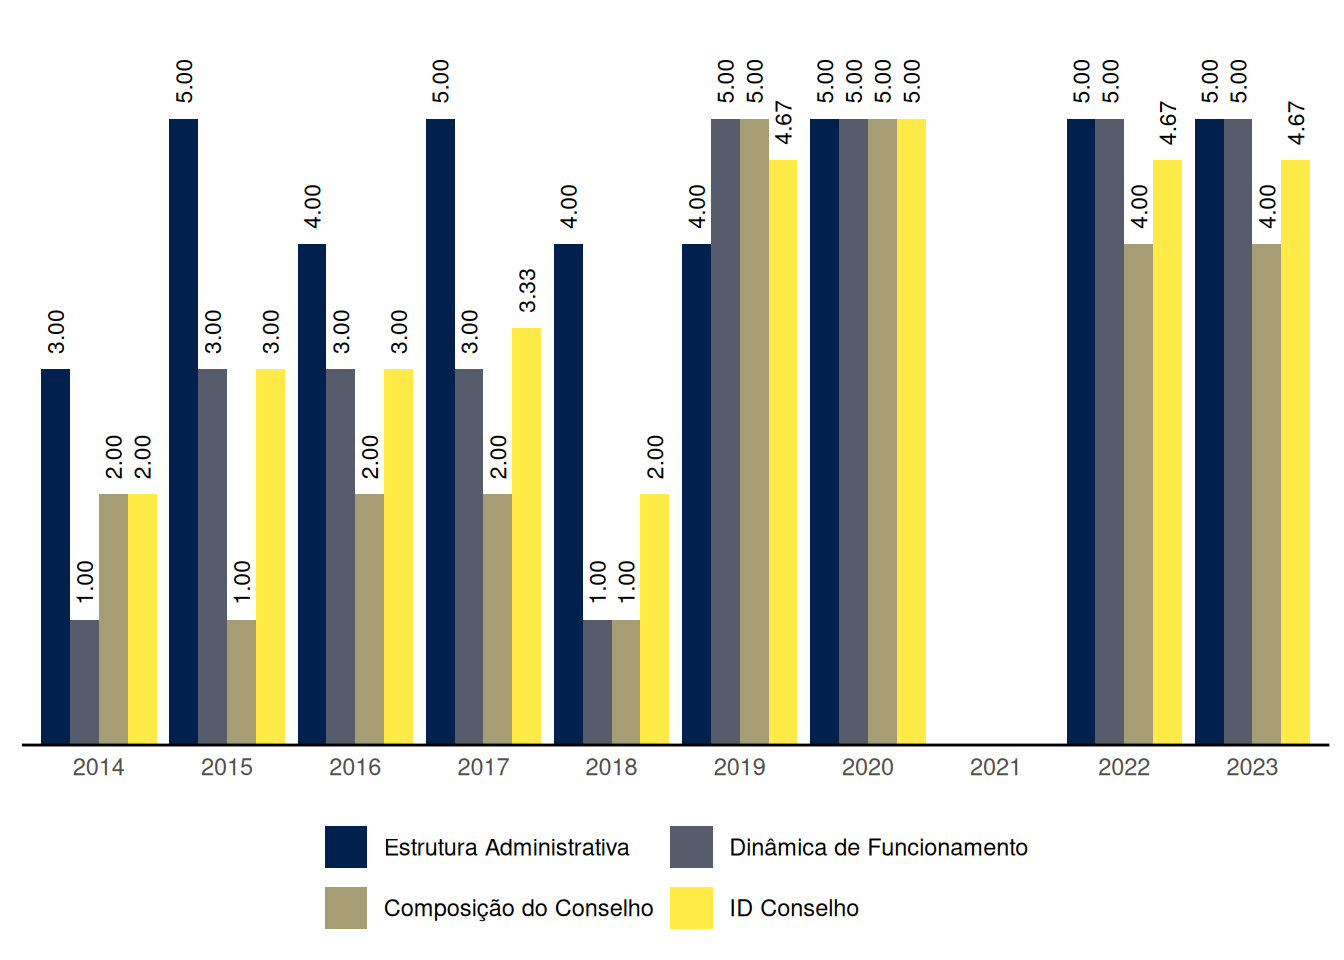 3.00 1.00 2.00 2.00
5.00 3.00 1.00 3.00
4.00 3.00 2.00 3.00
5.00 3.00 2.00 3.33
4.00 1.00 1.00 2.00
4.00 5.00 5.00 4.67
5.00 5.00 5.00 5.00
5.00 5.00 4.00 4.67
5.00 5.00 4.00 4.67
2014 2015 2016 2017 2018 2019 2020 2021 2022 2023
Estrutura Administrativa Dinâmica de Funcionamento
Composição do Conselho ID Conselho